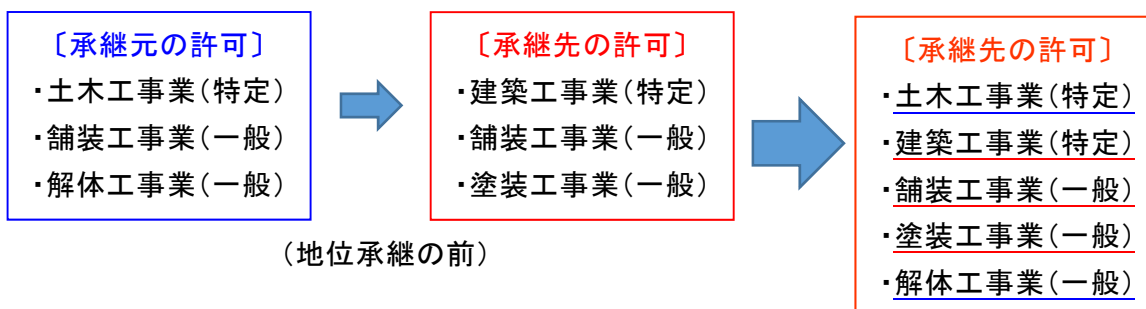 〔承継元の許可〕
・土木工事業(特定)
・舗装工事業(一般)
・解体工事業(一般)
〔承継先の許可〕
・建築工事業(特定)
・舗装工事業(一般)
・塗装工事業(一般)
(地位承継の前)
〔承継先の許可〕
・土木工事業(特定)
・建築工事業(特定)
・舗装工事業(一般)
・塗装工事業(一般)
・解体工事業(一般)